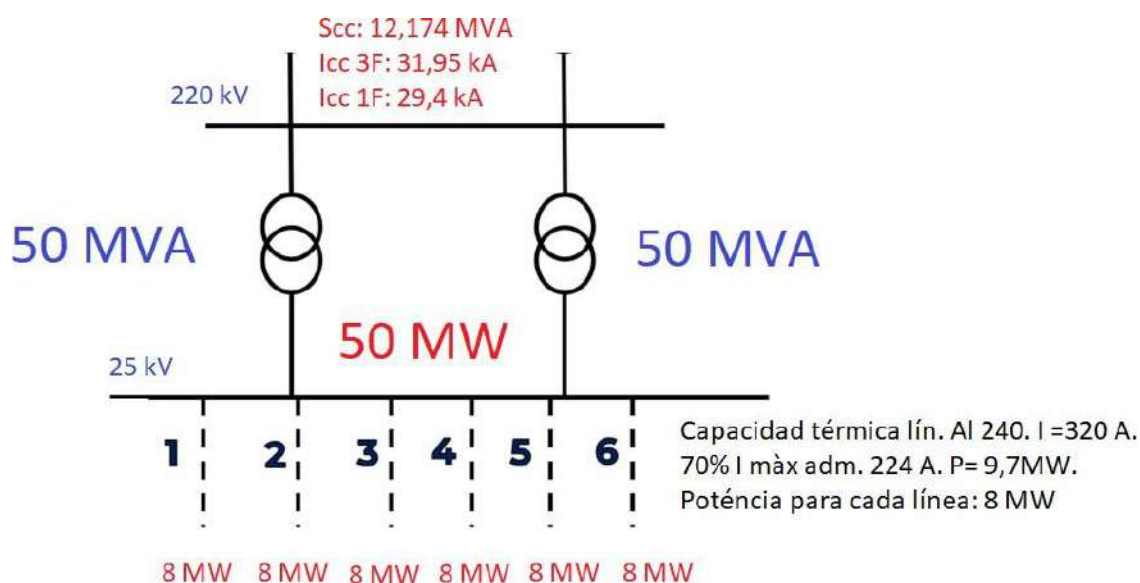 Scc: 12,174 MVA
Icc 3F: 31,95 kA
Icc 1F: 29,4 kA
220 kV
50 MVA
50 MVA
50 MW
25 kV
1 2 3 4 5 6
Capacidad térmica lín. Al 240. I =320 A.
70% I màx adm. 224 A. P= 9,7MW.
Poténcia para cada línea: 8 MW
8 MW 8 MW 8 MW 8 MW 8 MW 8 MW